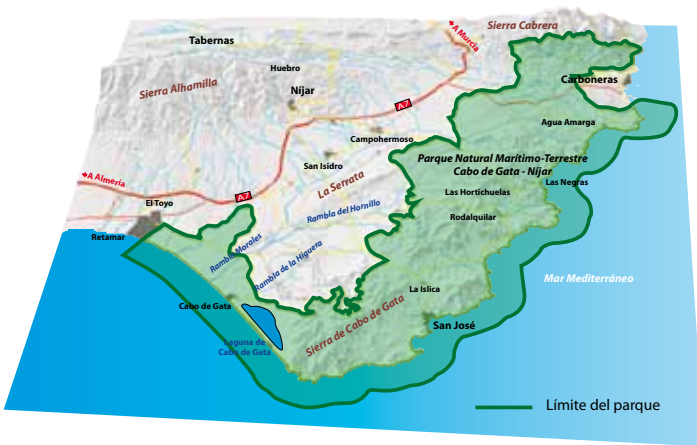 Sierra Cabrera
A Murcia
Tabernas
Huebro
Sierra Alhamilla
Níjar
Carboneras
A7
Agua Amarga
Campohermoso
Parque Natural Marítimo-Terrestre
Cabo de Gata - Níjar
San Isidro
A Almería
La Serrata
Las Negras
Las Hortichuelas
A7
El Toyo
Rambla del Hornillo
Rodalquilar
Retamar
Rambla Morales
Rambla de la Higuera
Mar Mediterráneo
La Islica
Cabo de Gata
Sierra de Cabo de Gata
San José
Laguna de
Cabo de Gata
Límite del parque